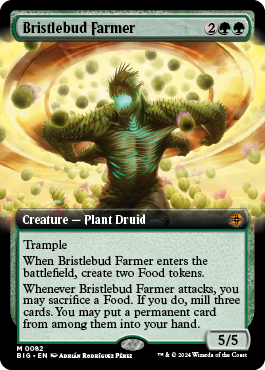 Bristlebud Farmer 2
Creature — Plant Druid
Trample
When Bristlebud Farmer enters the
battlefield, create two Food tokens.
Whenever Bristlebud Farmer attacks, you
may sacrifice a Food. If you do, mill three
cards. You may put a permanent card
from among them into your hand.
5/5
M 0082
BIG • EN Adrián Rodríguez Pérez ™ & © 2024 Wizards of the Coast